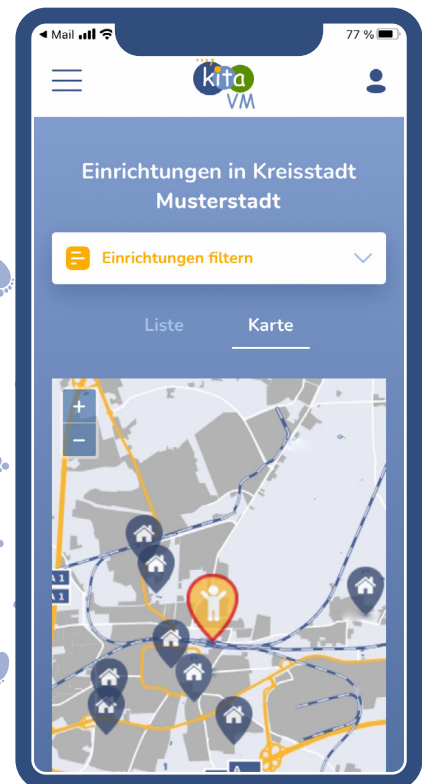 Mail
77 %
kita
VM
Einrichtungen in Kreisstadt
Musterstadt
Einrichtungen filtern
Liste
Karte
+
−
A 1
A 1
A